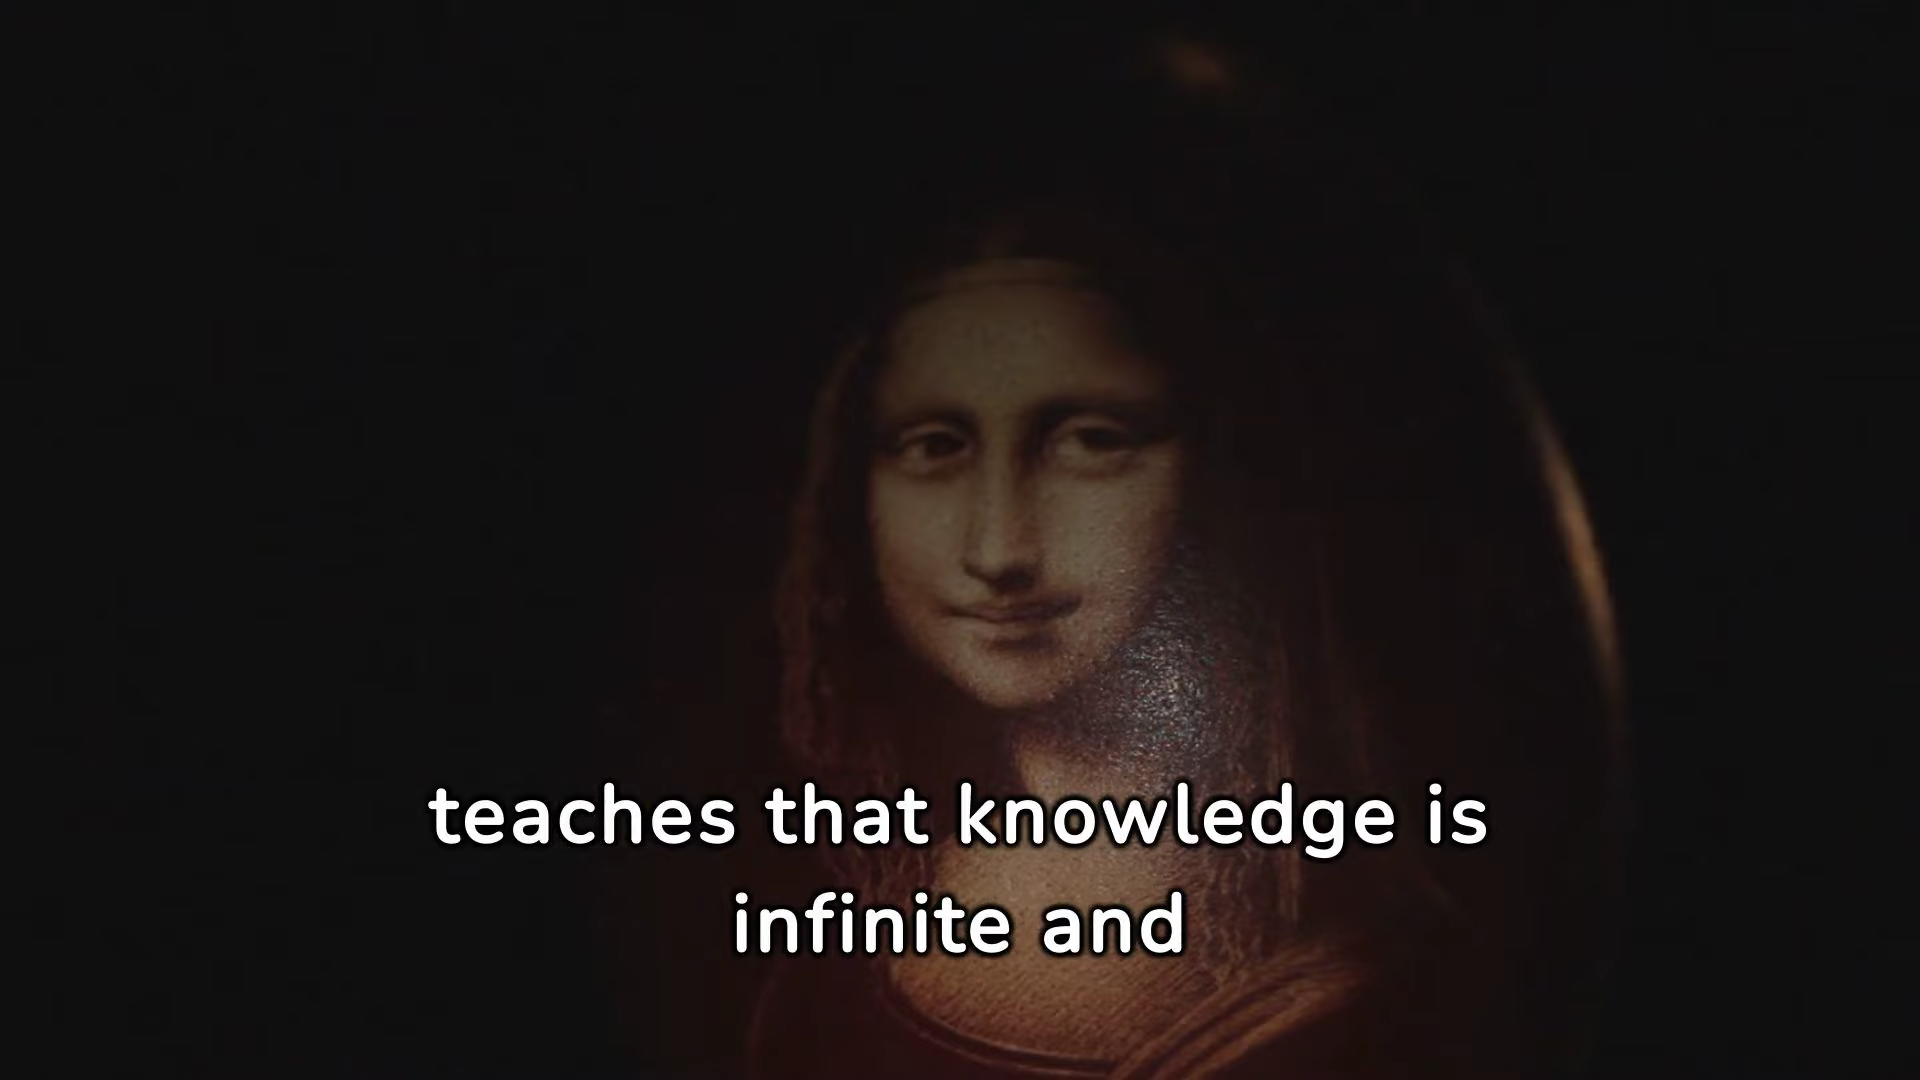 teaches that knowledge is
infinite and